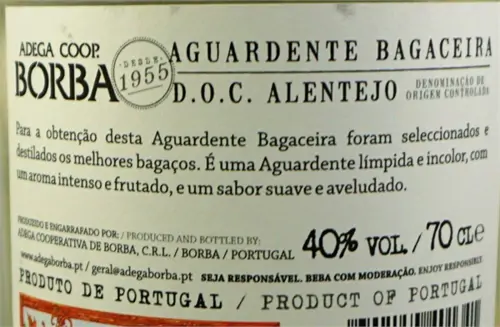 ADEGA COOP.
BORBA
·DESDE·
1955
AGUARDENTE BAGACEIRA
D.O.C. ALENTEJO
DENOMINAÇÃO DE
ORIGEM CONTROLADA
Para a obtenção desta Aguardente Bagaceira foram seleccionados e
destilados os melhores bagaços. É uma Aguardente límpida e incolor, com
um aroma intenso e frutado, e um sabor suave e aveludado.
PRODUZIDO E ENGARRAFADO POR: / PRODUCED AND BOTTLED BY:
ADEGA COOPERATIVA DE BORBA, C.R.L. / BORBA / PORTUGAL
40% VOL. / 70 CLe
www.adegaborba.pt / geral@adegaborba.pt
SEJA RESPONSÁVEL. BEBA COM MODERAÇÃO. ENJOY RESPONSIBLY
PRODUTO DE PORTUGAL / PRODUCT OF PORTUGAL